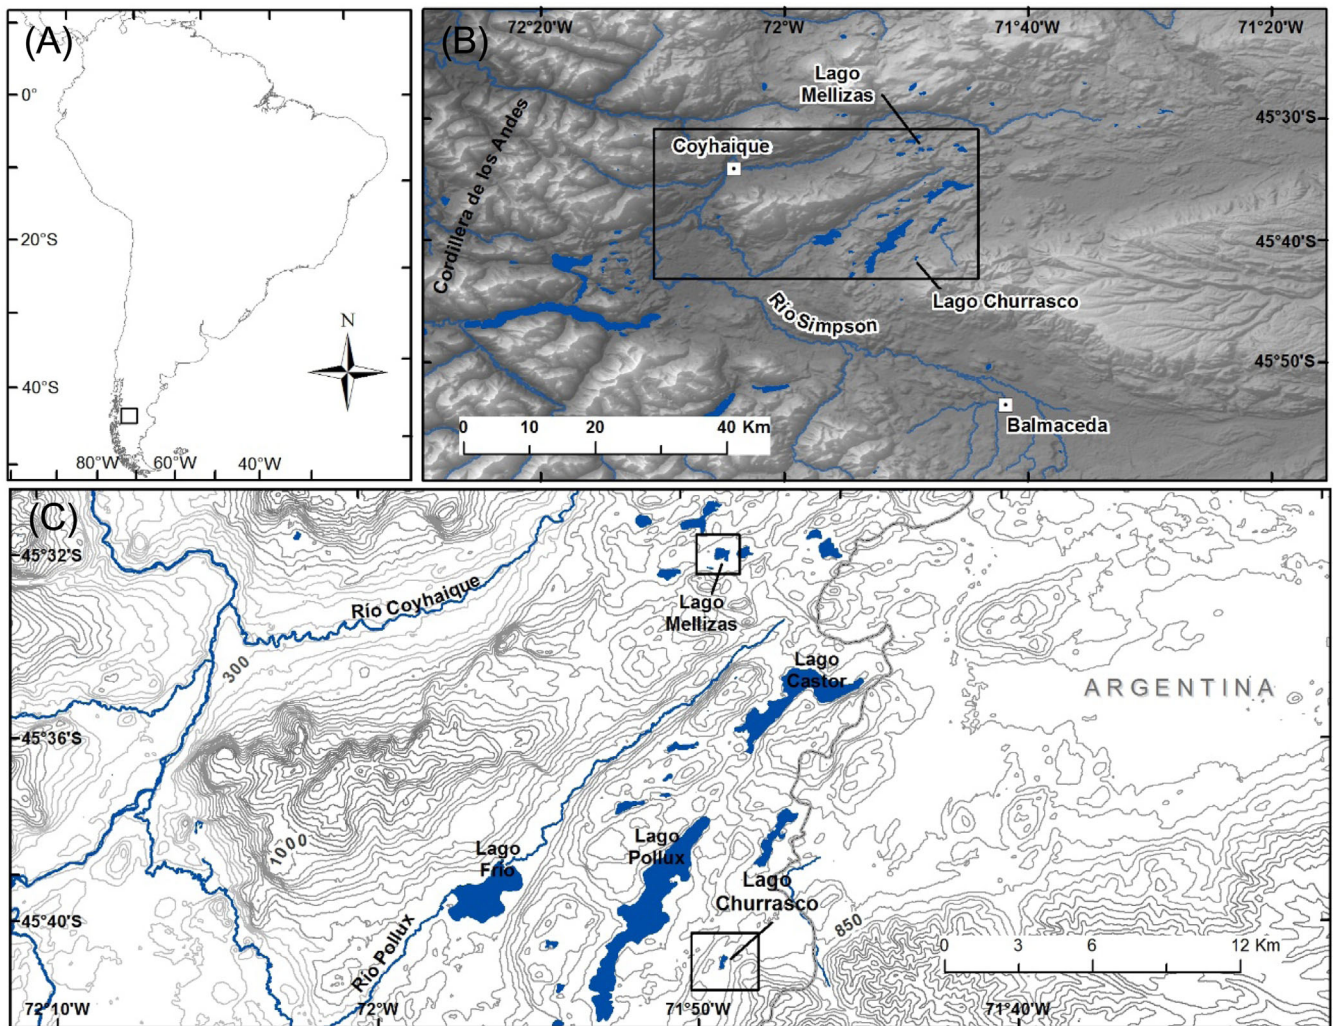 (A)
0°
20°S
40°S
N
80°W
60°W
40°W
(B)
72°20'W
72°W
71°40'W
71°20'W
Lago
Mellizas
45°30'S
Coyhaique
Cordillera de los Andes
45°40'S
Lago Churrasco
Río Simpson
45°50'S
0
10
20
40 Km
Balmaceda
(C)
45°32'S
Río Coyhaique
Lago
Mellizas
300
Lago
Castor
ARGENTINA
45°36'S
1000
Lago
Frío
Lago
Pollux
Lago
Churrasco
45°40'S
Río Pollux
850
0
3
6
12 Km
72°10'W
72°W
71°50'W
71°40'W